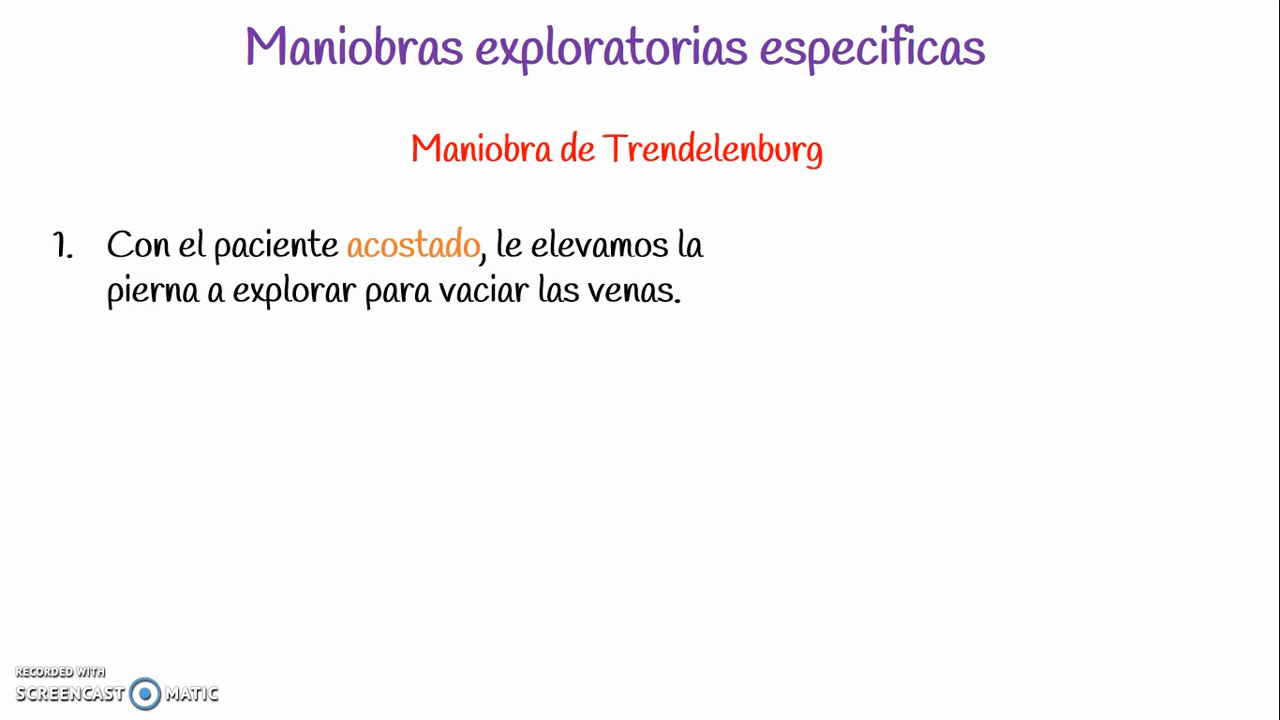 Maniobras exploratorias especificas
Maniobra de Trendelenburg
1. Con el paciente acostado, le elevamos la
pierna a explorar para vaciar las venas.
RECORDED WITH
SCREENCAST MATIC